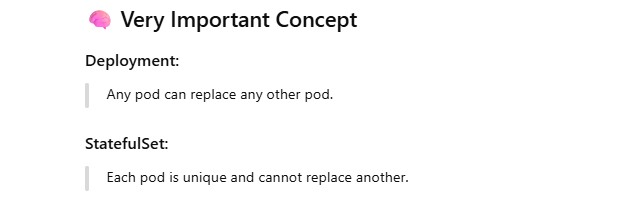 🧠 Very Important Concept
Deployment:
Any pod can replace any other pod.
StatefulSet:
Each pod is unique and cannot replace another.